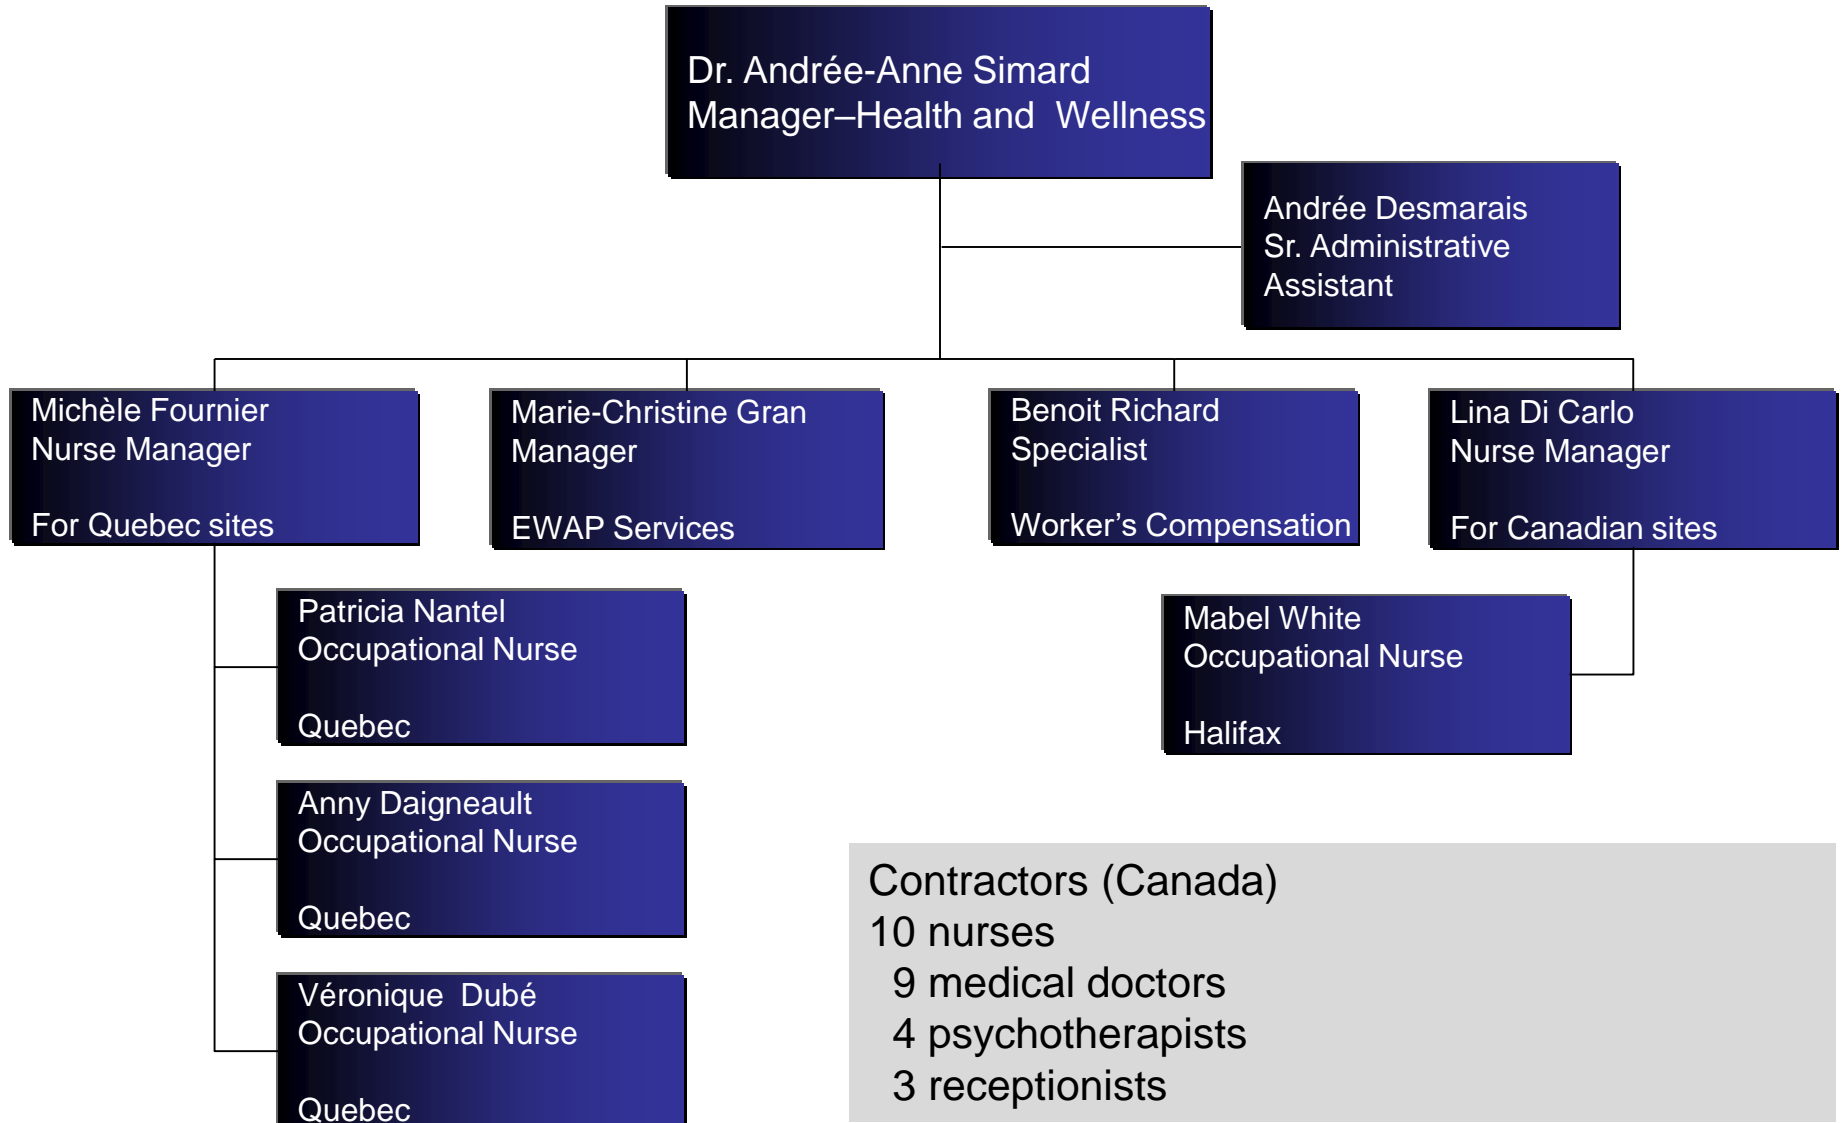 Dr. Andrée-Anne Simard
Manager–Health and Wellness
Andrée Desmarais
Sr. Administrative
Assistant
Michèle Fournier
Nurse Manager
For Quebec sites
Marie-Christine Gran
Manager
EWAP Services
Benoit Richard
Specialist
Worker's Compensation
Lina Di Carlo
Nurse Manager
For Canadian sites
Patricia Nantel
Occupational Nurse
Quebec
Mabel White
Occupational Nurse
Halifax
Anny Daigneault
Occupational Nurse
Quebec
Véronique Dubé
Occupational Nurse
Quebec
Contractors (Canada)
10 nurses
9 medical doctors
4 psychotherapists
3 receptionists